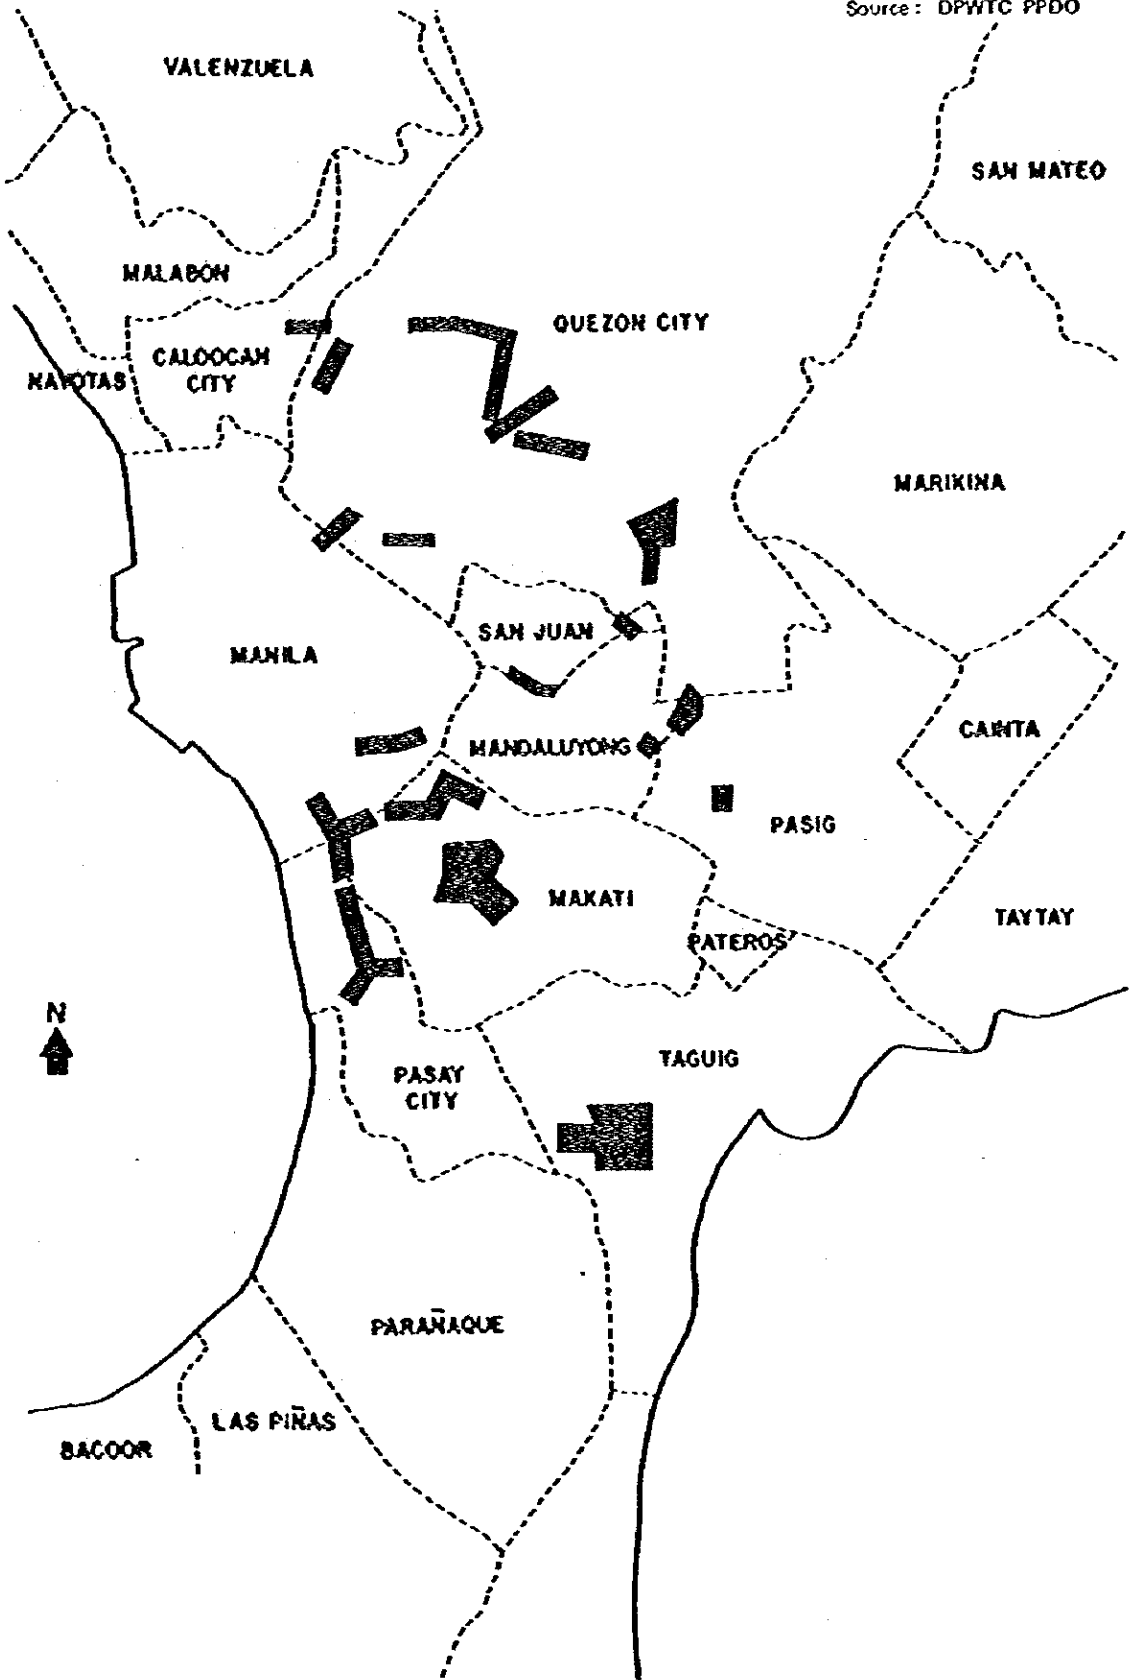 Source: DPWTC PPDO
VALENZUELA
SAN MATEO
MALABON
QUEZON CITY
CALOOCAN
CITY
NAVOTAS
MARIKINA
SAN JUAN
MANILA
CAINTA
MANDALUYONG
PASIG
MAKATI
TAYTAY
PATEROS
N
TAGUIG
PASAY
CITY
PARAÑAQUE
LAS PIÑAS
BACOOR